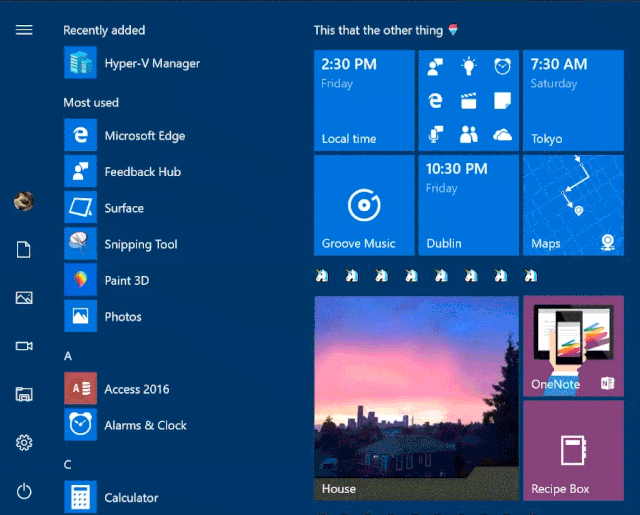 Recently added
Hyper-V Manager
Most used
Microsoft Edge
Feedback Hub
Surface
Snipping Tool
Paint 3D
Photos
A
Access 2016
Alarms & Clock
C
Calculator
This that the other thing 🍧
2:30 PM
Friday
Local time
7:30 AM
Saturday
Tokyo
Groove Music
10:30 PM
Friday
Dublin
Maps
🦄 🦄 🦄 🦄 🦄 🦄 🦄 🦄
House
OneNote
Recipe Box